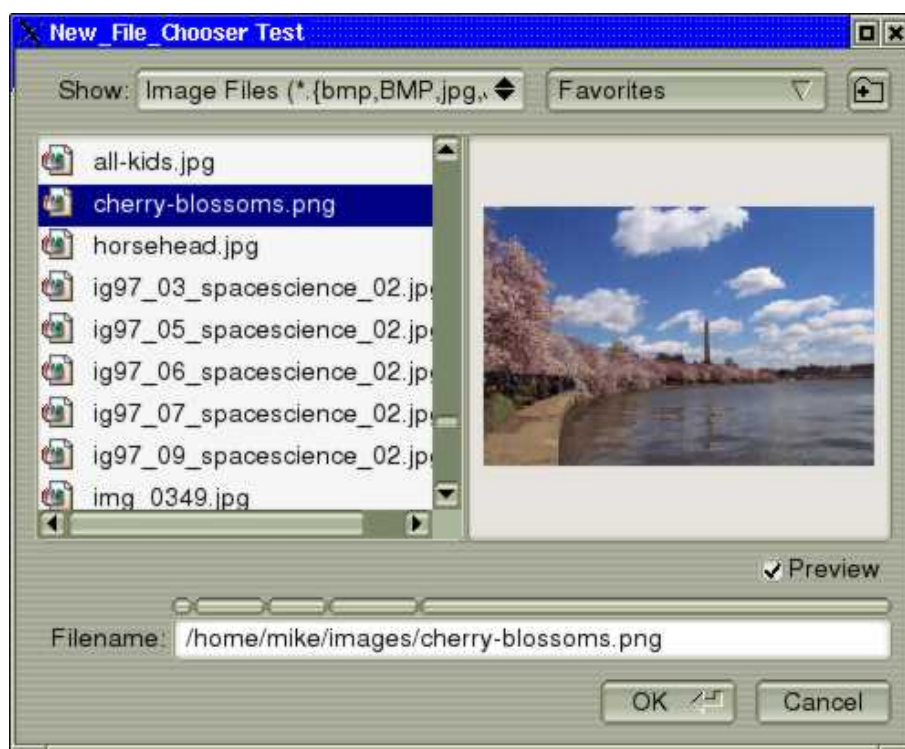 New_File_Chooser Test
Show: Image Files (*.{bmp,BMP,jpg, Favorites
all-kids.jpg
cherry-blossoms.png
horsehead.jpg
ig97_03_spacescience_02.jp
ig97_05_spacescience_02.jp
ig97_06_spacescience_02.jp
ig97_07_spacescience_02.jp
ig97_09_spacescience_02.jp
img_0349.jpg
Preview
Filename: /home/mike/images/cherry-blossoms.png
OK Cancel